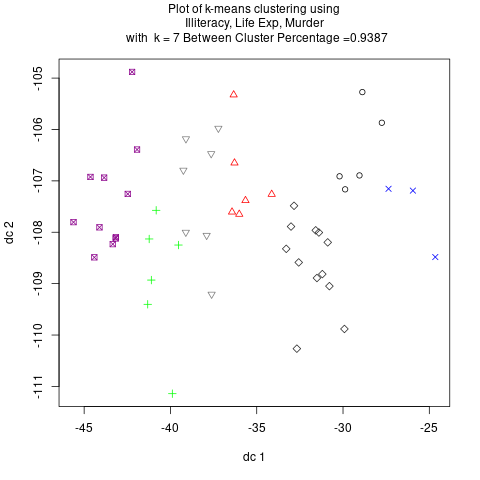 Plot of k-means clustering using
Illiteracy, Life Exp, Murder
with  k = 7 Between Cluster Percentage =0.9387
-105
-106
-107
-108
-109
-110
-111
dc 2
-45
-40
-35
-30
-25
dc 1